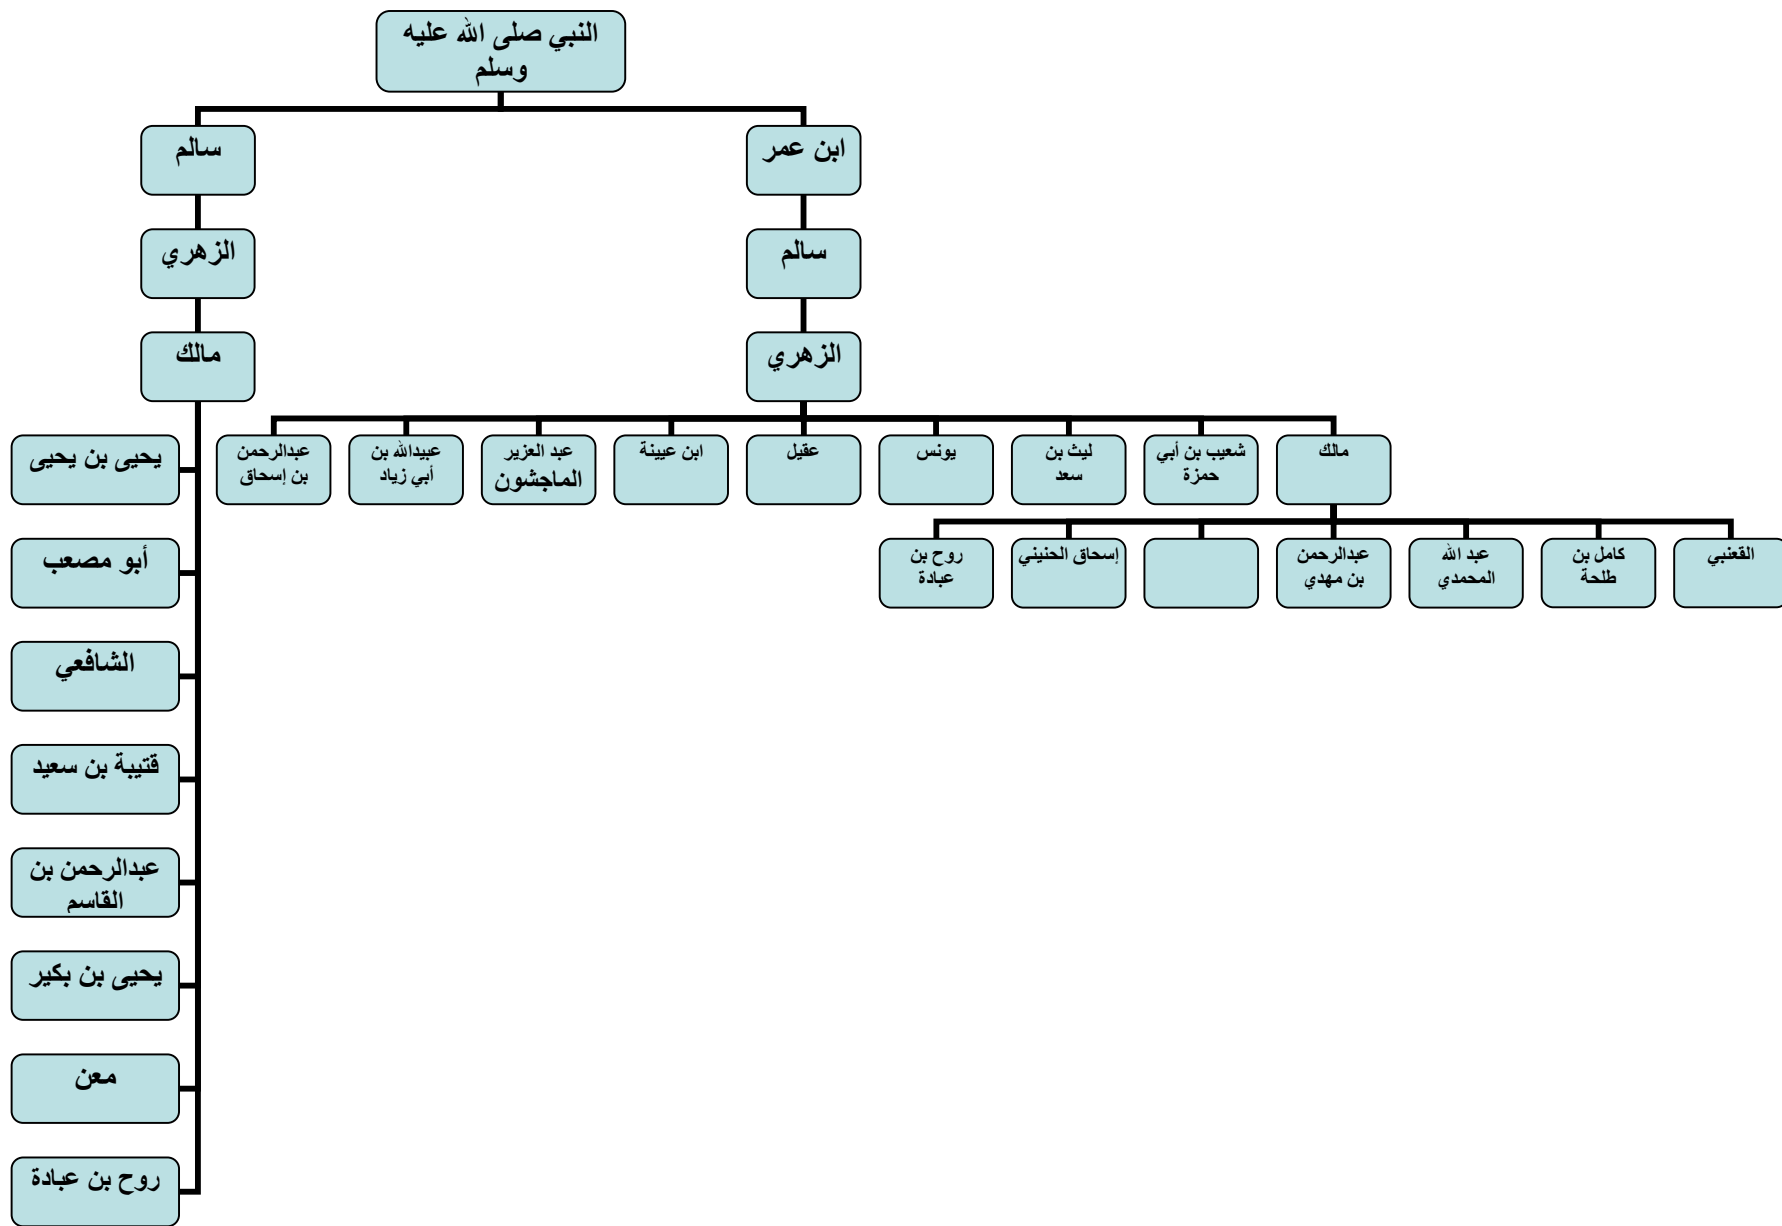 النبي صلى الله عليه
وسلم
ابن عمر
سالم
سالم
الزهري
الزهري
مالك
مالك
شعيب بن أبي
حمزة
ليث بن
سعد
يونس
عقيل
ابن عيينة
عبد العزير
الماجشون
عبيدالله بن
أبي زياد
عبدالرحمن
بن إسحاق
يحيى بن يحيى
القعنبي
كامل بن
طلحة
عبد الله
المحمدي
عبدالرحمن
بن مهدي
إسحاق الحنيني
روح بن
عبادة
أبو مصعب
الشافعي
قتيبة بن سعيد
عبدالرحمن بن
القاسم
يحيى بن بكير
معن
روح بن عبادة